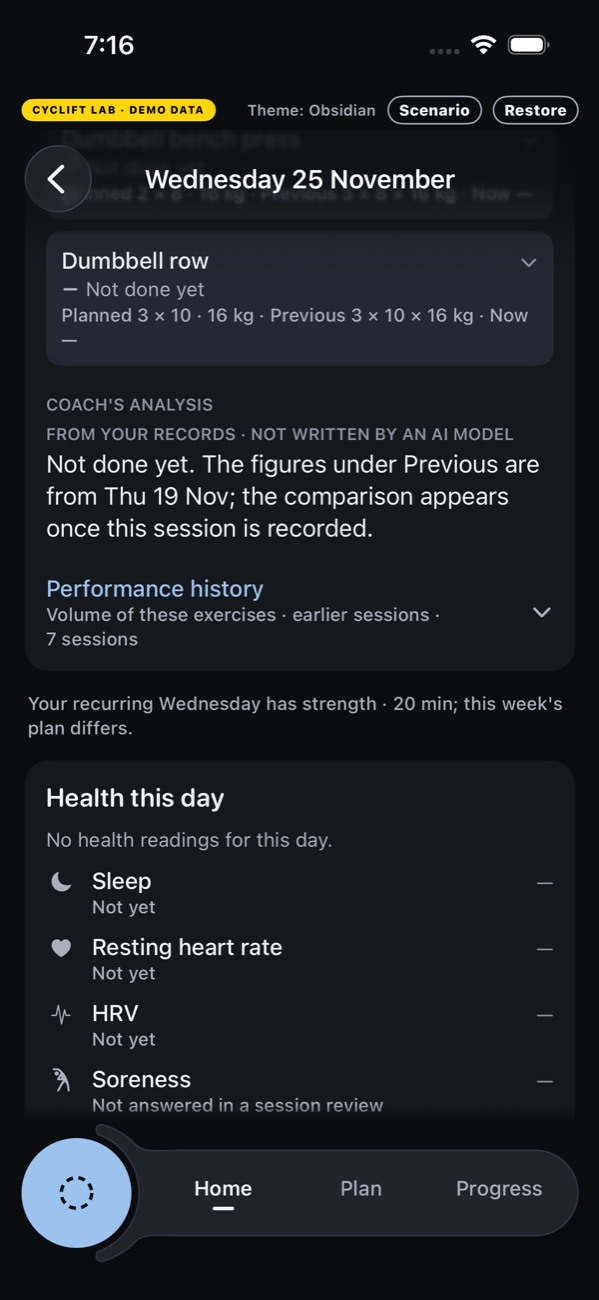 7:16
CYCLIFT LAB · DEMO DATA
Theme: Obsidian
Scenario
Restore
Dumbbell bench press
Wednesday 25 November
Dumbbell row
— Not done yet
Planned 3 × 10 · 16 kg · Previous 3 × 10 × 16 kg · Now
—
COACH'S ANALYSIS
FROM YOUR RECORDS · NOT WRITTEN BY AN AI MODEL
Not done yet. The figures under Previous are
from Thu 19 Nov; the comparison appears
once this session is recorded.
Performance history
Volume of these exercises · earlier sessions ·
7 sessions
Your recurring Wednesday has strength · 20 min; this week's
plan differs.
Health this day
No health readings for this day.
Sleep —
Not yet
Resting heart rate —
Not yet
HRV —
Not yet
Soreness —
Not answered in a session review
Home
Plan
Progress